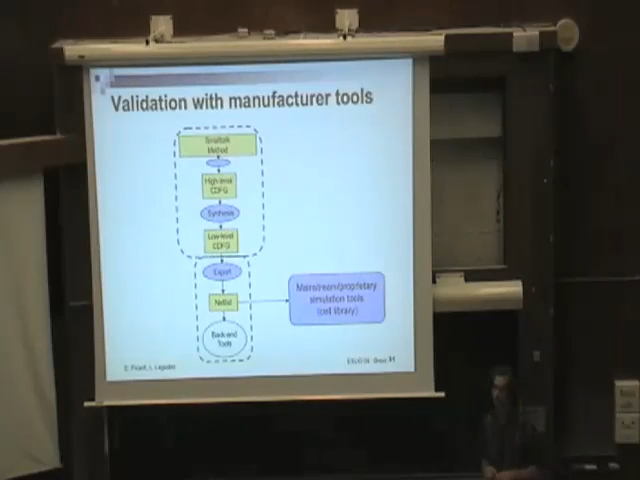 Validation with manufacturer tools
Smalltalk
Method
High-level
CDFG
Synthesis
Low-level
CDFG
Export
Netlist
Back-end
Tools
Mainstream/proprietary
simulation tools
(cell library)